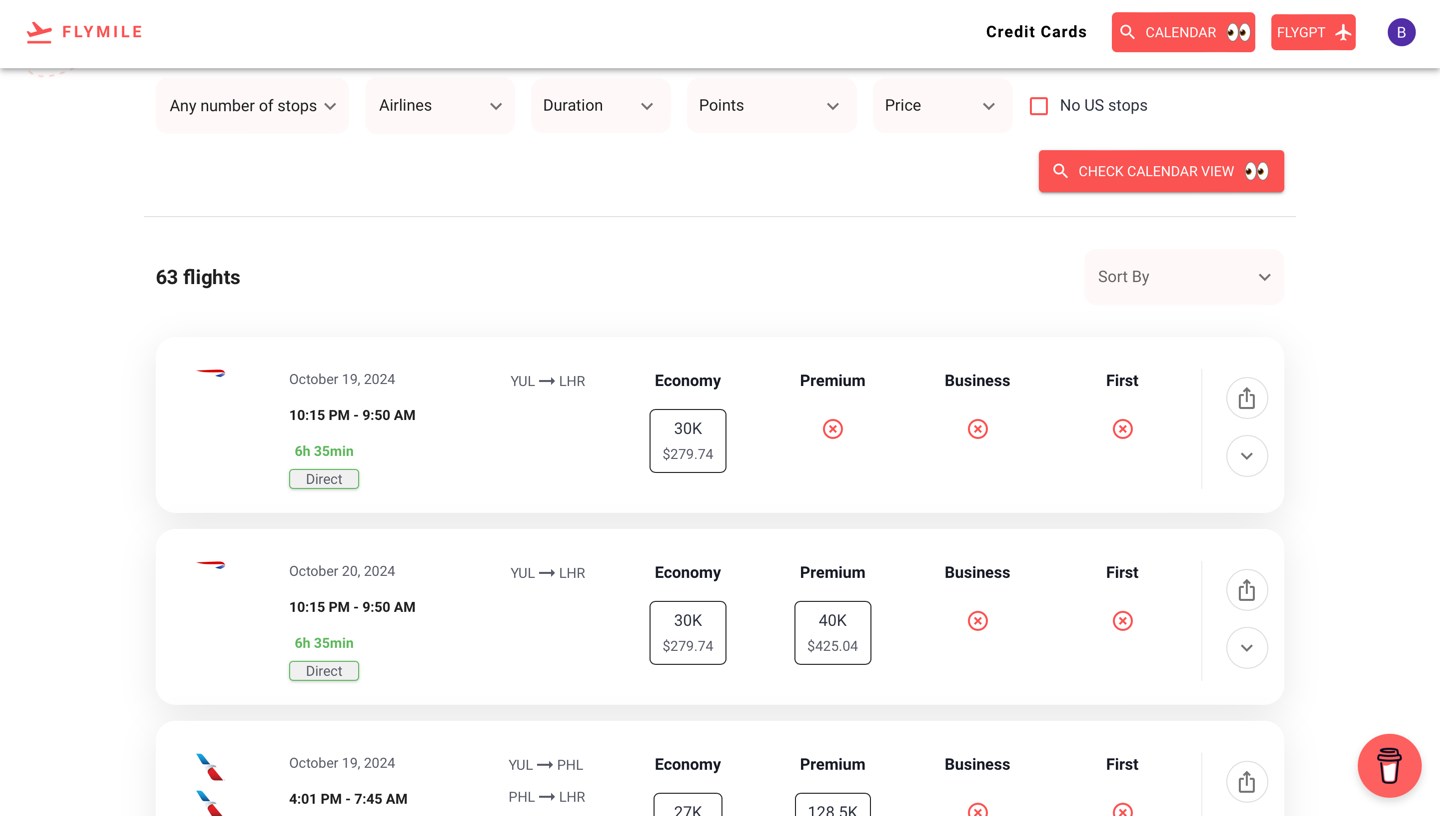 FLYMILE
Credit Cards
CALENDAR
FLYGPT
B
Any number of stops
Airlines
Duration
Points
Price
No US stops
CHECK CALENDAR VIEW
63 flights
Sort By
October 19, 2024
10:15 PM - 9:50 AM
6h 35min
Direct
YUL → LHR
Economy
30K
$279.74
Premium
Business
First
October 20, 2024
10:15 PM - 9:50 AM
6h 35min
Direct
YUL → LHR
Economy
30K
$279.74
Premium
40K
$425.04
Business
First
October 19, 2024
4:01 PM - 7:45 AM
YUL → PHL
PHL → LHR
Economy
27K
Premium
128.5K
Business
First